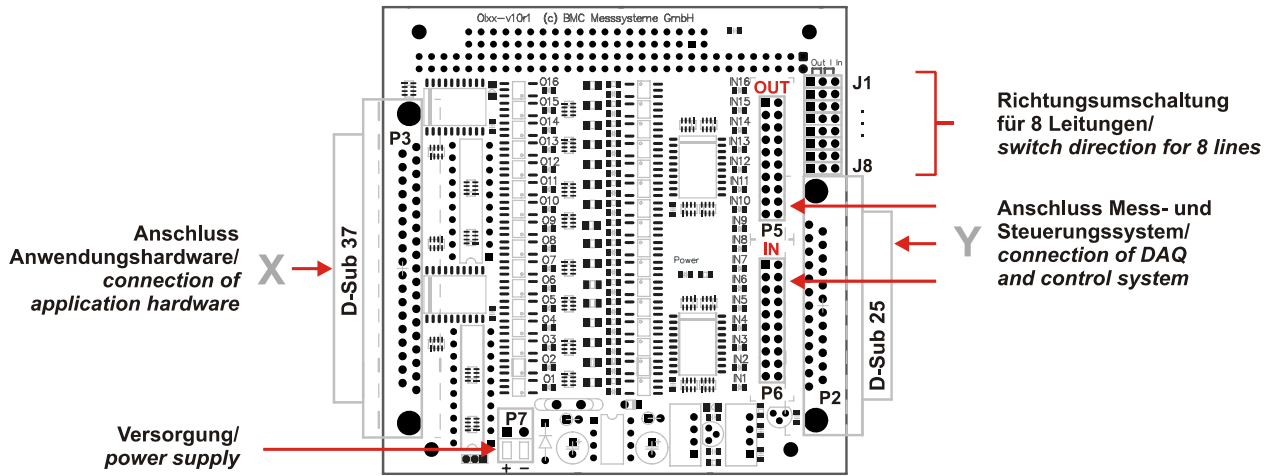 OIxx-v10r1 (c) BMC Messsysteme GmbH
Out I In
J1
J8
Richtungsumschaltung
für 8 Leitungen/
switch direction for 8 lines
OUT
IN
P3
P5
P6
P2
P7
+ −
Power
O16
O15
O14
O13
O12
O11
O10
O9
O8
O7
O6
O5
O4
O3
O2
O1
IN16
IN15
IN14
IN13
IN12
IN11
IN10
IN9
IN8
IN7
IN6
IN5
IN4
IN3
IN2
IN1
D-Sub 37
D-Sub 25
Anschluss
Anwendungshardware/
connection of
application hardware
X
Y
Anschluss Mess- und
Steuerungssystem/
connection of DAQ
and control system
Versorgung/
power supply